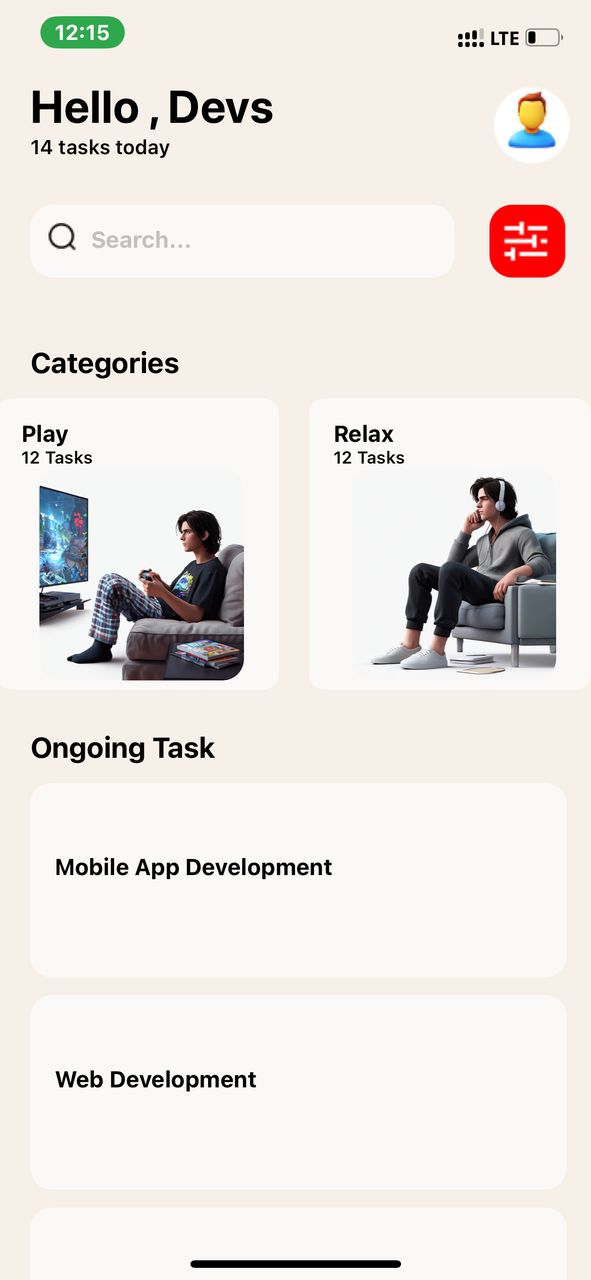 12:15
LTE
Hello , Devs
14 tasks today
Search...
Categories
Play
12 Tasks
Relax
12 Tasks
Ongoing Task
Mobile App Development
Web Development